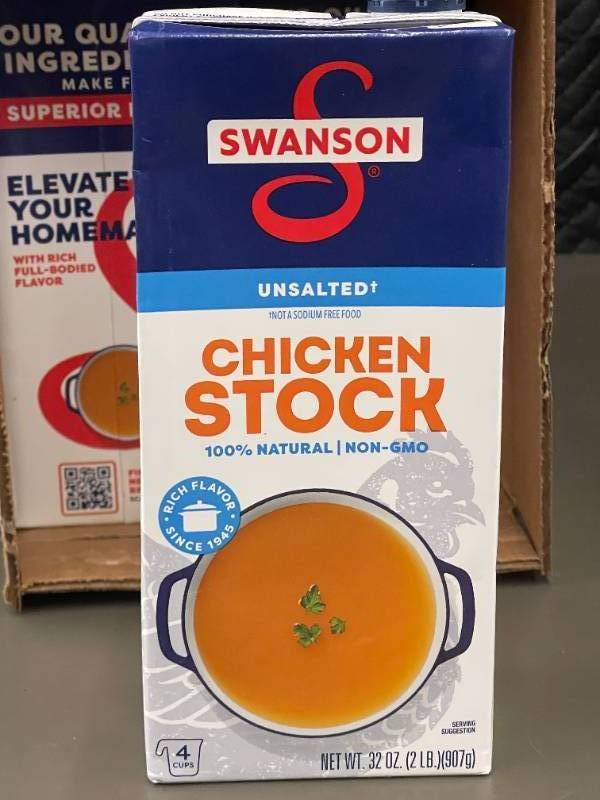 OUR
INGREDI
MAKE F
SUPERIOR
ELEVATE
YOUR
HOMEMA
WITH RICH
FULL-BODIED
FLAVOR
SWANSON
®
UNSALTED†
†NOT A SODIUM FREE FOOD
CHICKEN
STOCK
100% NATURAL | NON-GMO
RICH FLAVOR
SINCE 1945
SERVING
SUGGESTION
4
CUPS
NET WT. 32 OZ. (2 LB.)(907g)